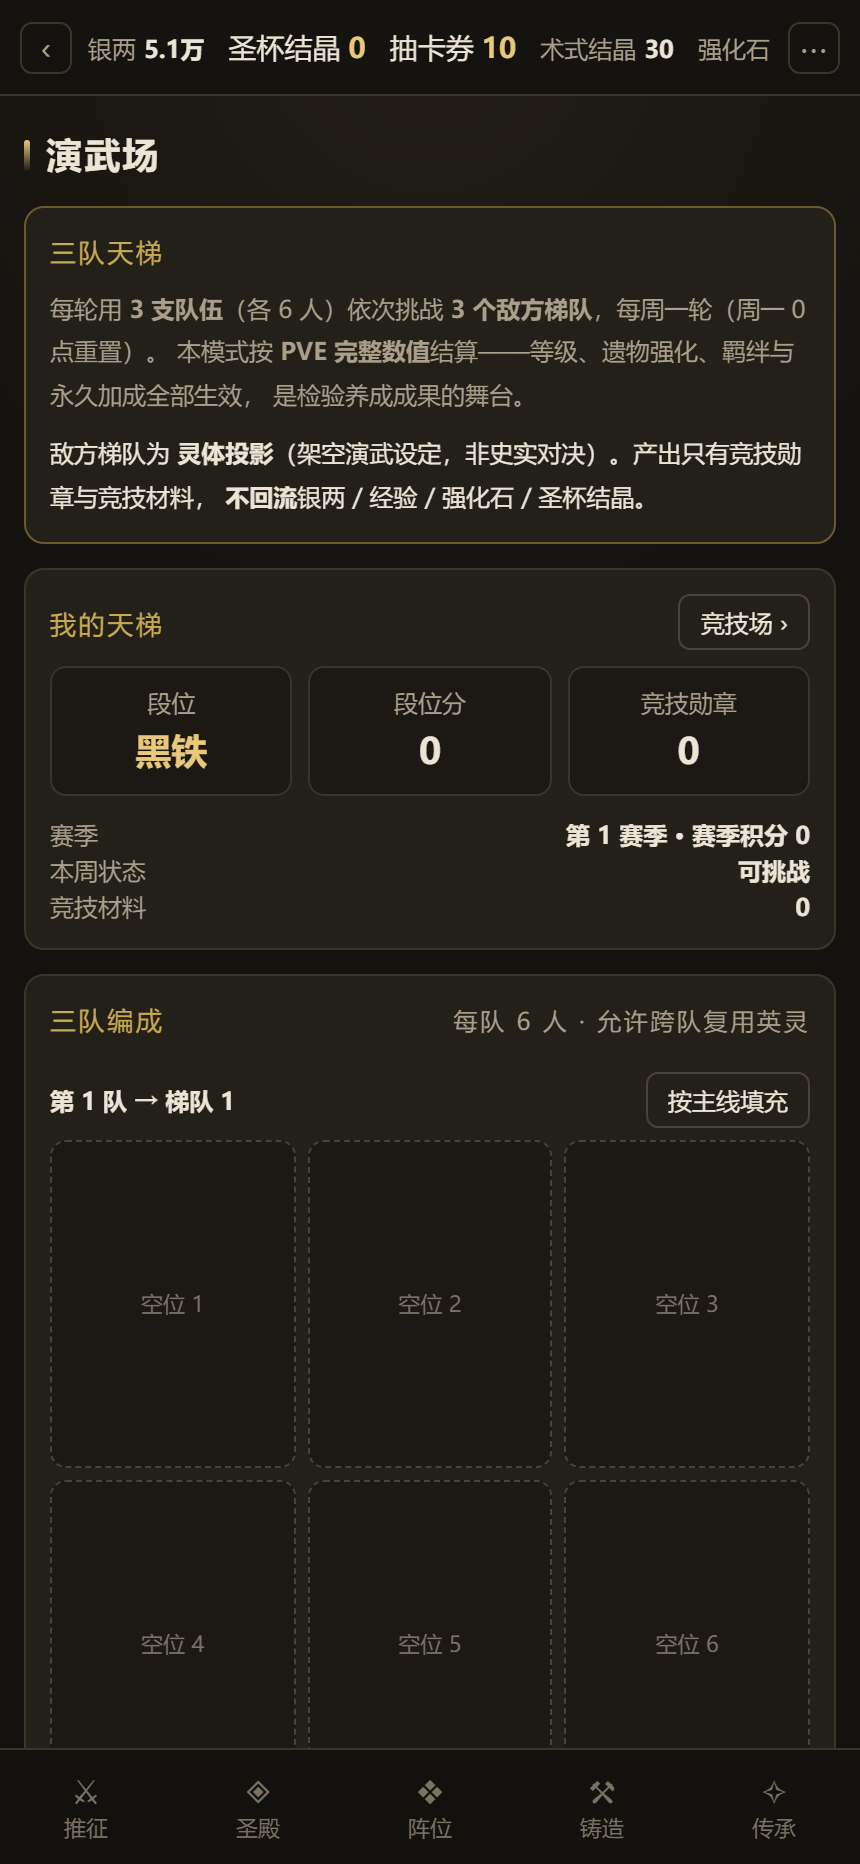 ‹ 银两 5.1万 圣杯结晶 0 抽卡券 10 术式结晶 30 强化石 ···
演武场
三队天梯
每轮用 3 支队伍（各 6 人）依次挑战 3 个敌方梯队，每周一轮（周一 0
点重置）。 本模式按 PVE 完整数值结算——等级、遗物强化、羁绊与
永久加成全部生效， 是检验养成成果的舞台。
敌方梯队为 灵体投影（架空演武设定，非史实对决）。产出只有竞技勋
章与竞技材料， 不回流银两 / 经验 / 强化石 / 圣杯结晶。
我的天梯 竞技场 ›
段位 段位分 竞技勋章
黑铁 0 0
赛季 第 1 赛季 • 赛季积分 0
本周状态 可挑战
竞技材料 0
三队编成 每队 6 人 · 允许跨队复用英灵
第 1 队 → 梯队 1 按主线填充
空位 1 空位 2 空位 3
空位 4 空位 5 空位 6
推征 圣殿 阵位 铸造 传承